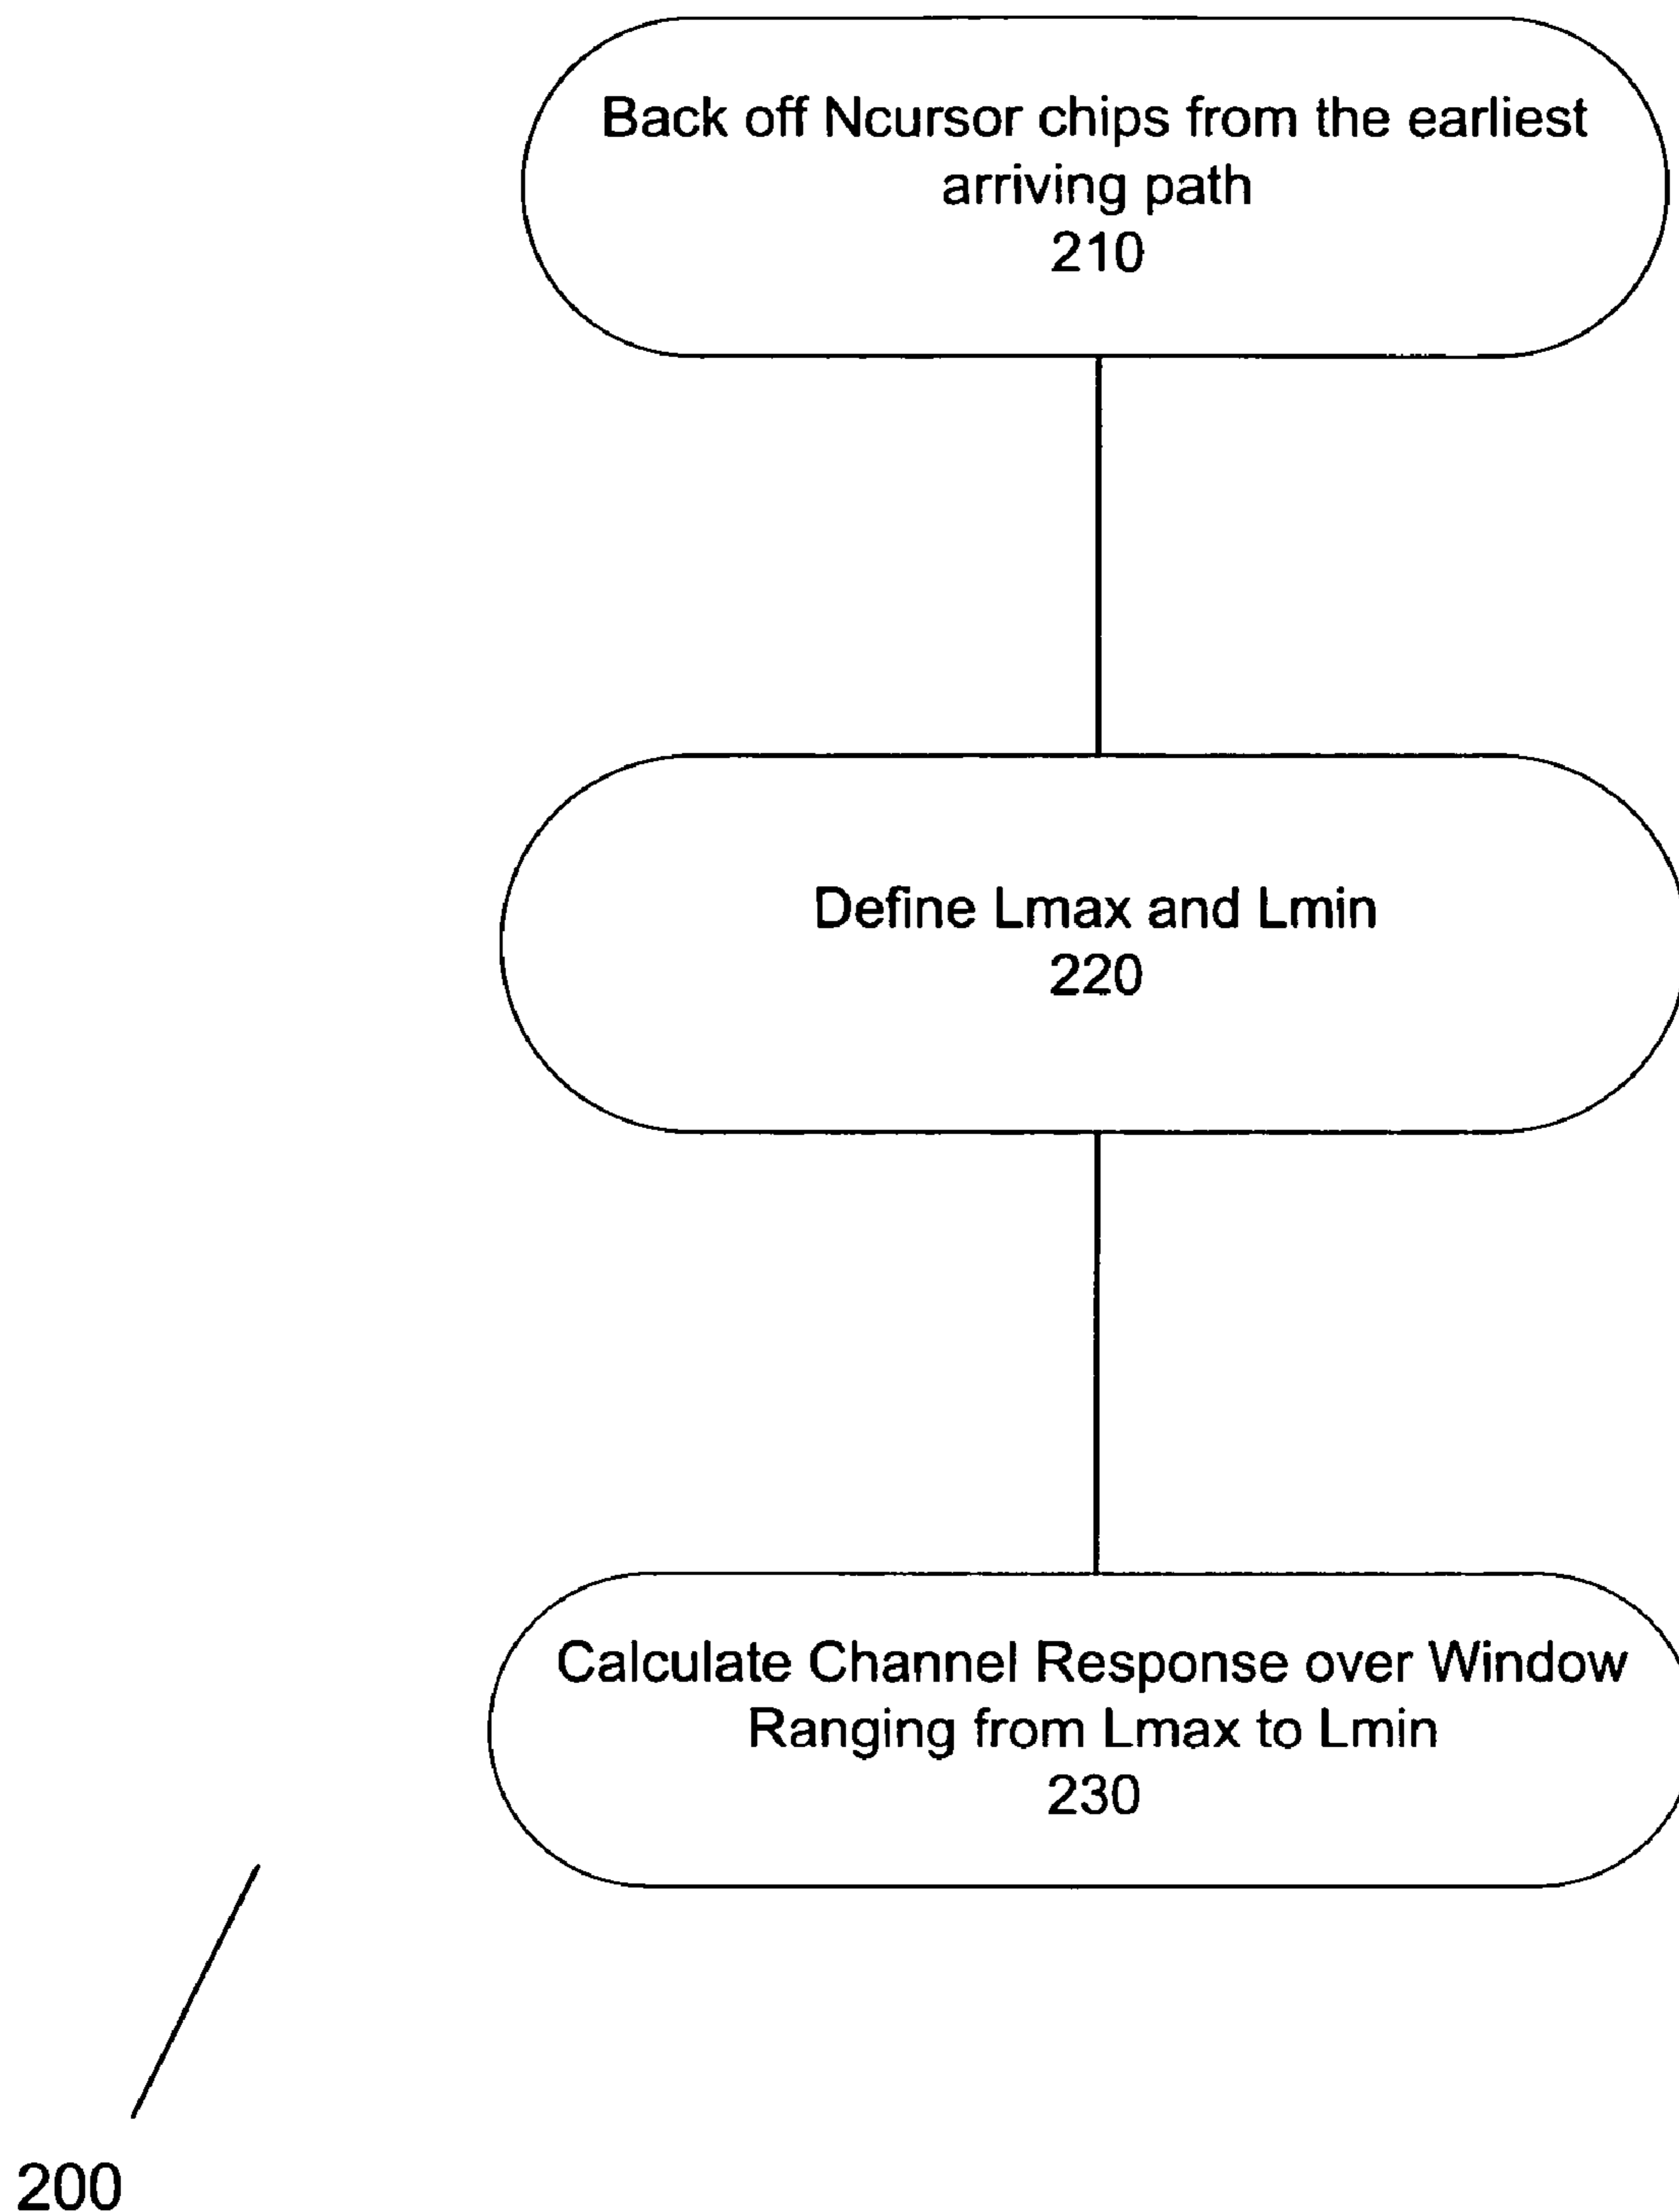 Back off Ncursor chips from the earliest
arriving path
210
Define Lmax and Lmin
220
Calculate Channel Response over Window
Ranging from Lmax to Lmin
230
200